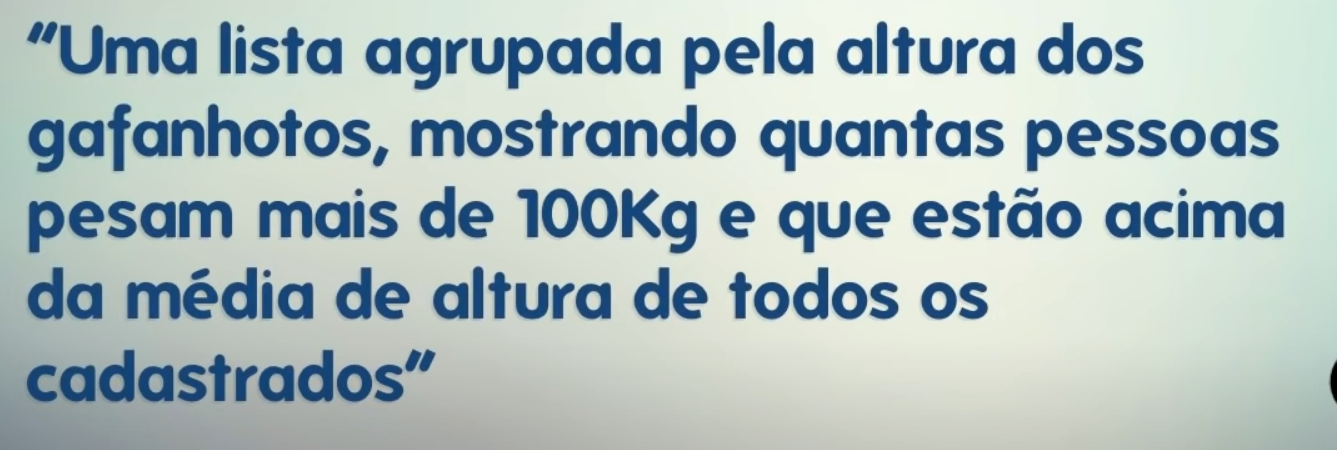 "Uma lista agrupada pela altura dos
gafanhotos, mostrando quantas pessoas
pesam mais de 100Kg e que estão acima
da média de altura de todos os
cadastrados"